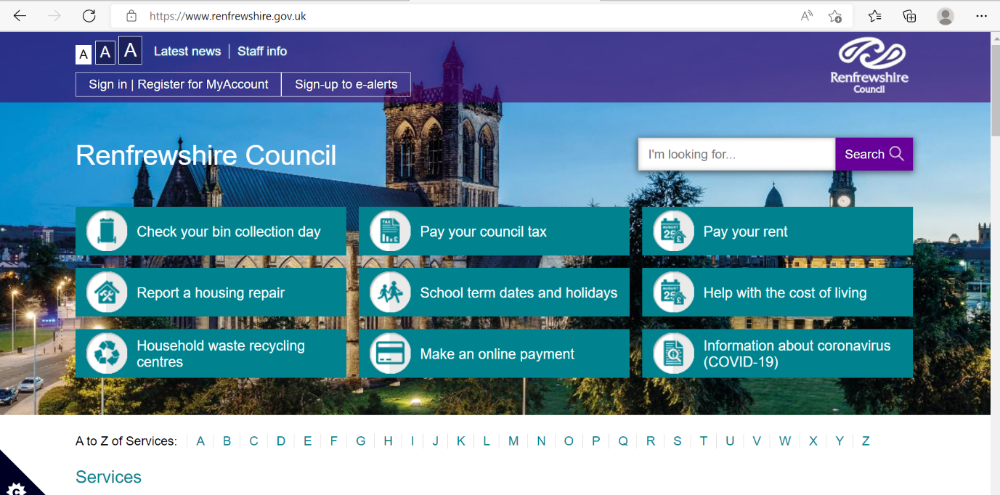 https://www.renfrewshire.gov.uk
A A A Latest news Staff info
Sign in | Register for MyAccount Sign-up to e-alerts
Renfrewshire
Council
Renfrewshire Council
I'm looking for... Search
Check your bin collection day
Pay your council tax
Pay your rent
Report a housing repair
School term dates and holidays
Help with the cost of living
Household waste recycling
centres
Make an online payment
Information about coronavirus
(COVID-19)
A to Z of Services: A B C D E F G H I J K L M N O P Q R S T U V W X Y Z
Services